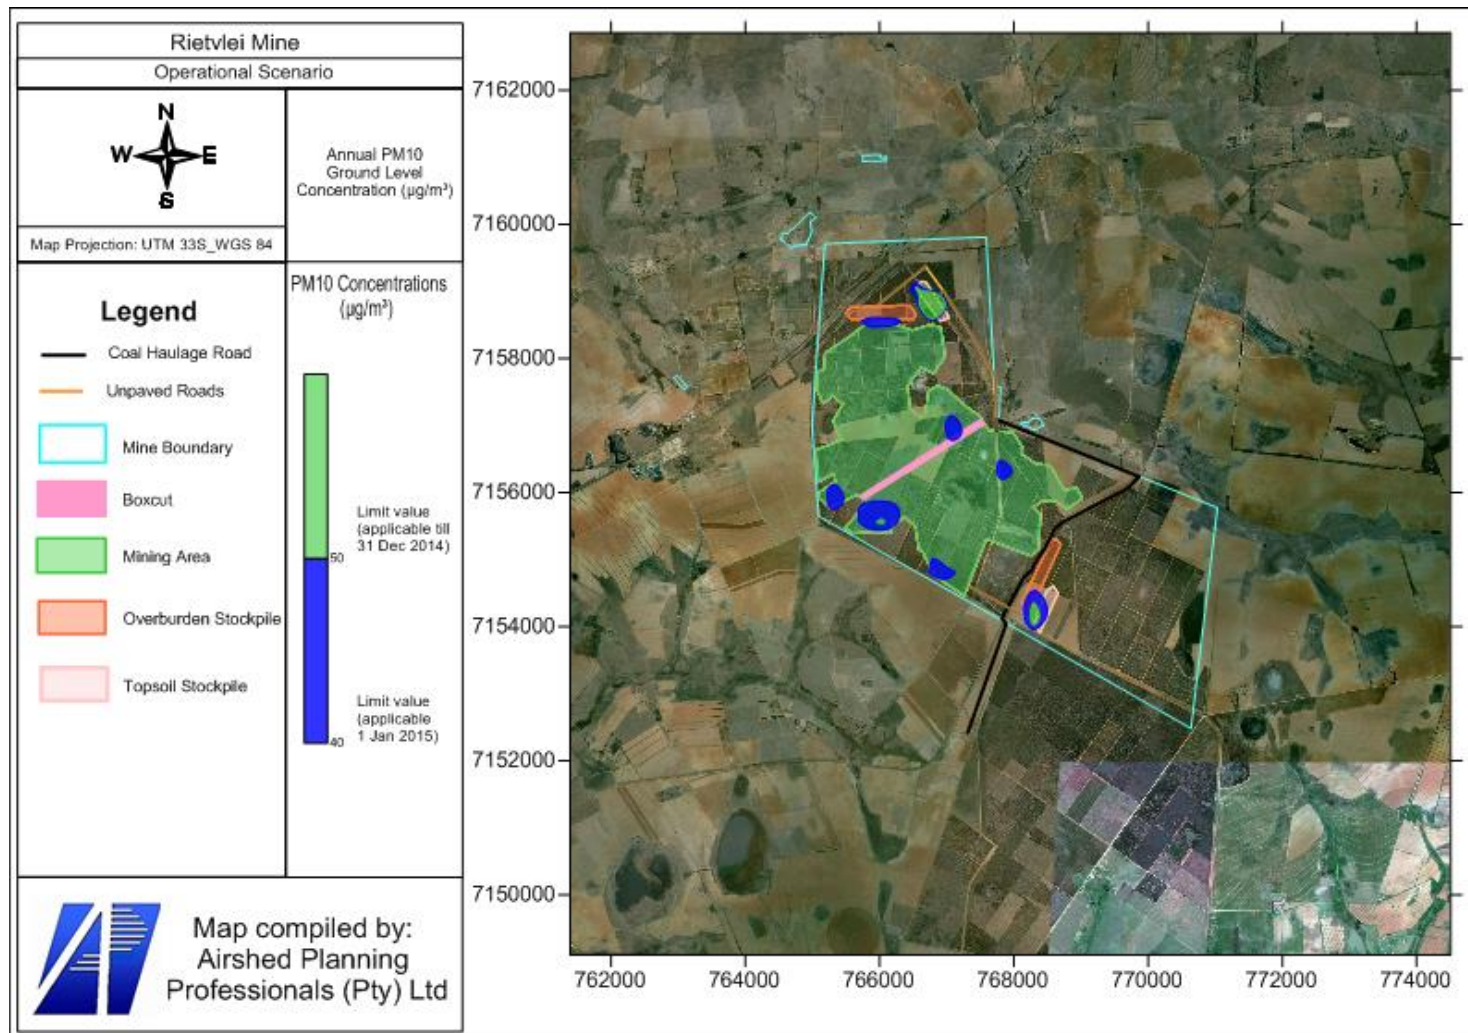 Rietvlei Mine
Operational Scenario
N
W E
S
Map Projection: UTM 33S_WGS 84
Annual PM10
Ground Level
Concentration (µg/m³)
Legend
Coal Haulage Road
Unpaved Roads
Mine Boundary
Boxcut
Mining Area
Overburden Stockpile
Topsoil Stockpile
PM10 Concentrations
(µg/m³)
Limit value
(applicable till
31 Dec 2014)
50
Limit value
(applicable
1 Jan 2015)
40
Map compiled by:
Airshed Planning
Professionals (Pty) Ltd
7162000
7160000
7158000
7156000
7154000
7152000
7150000
762000 764000 766000 768000 770000 772000 774000